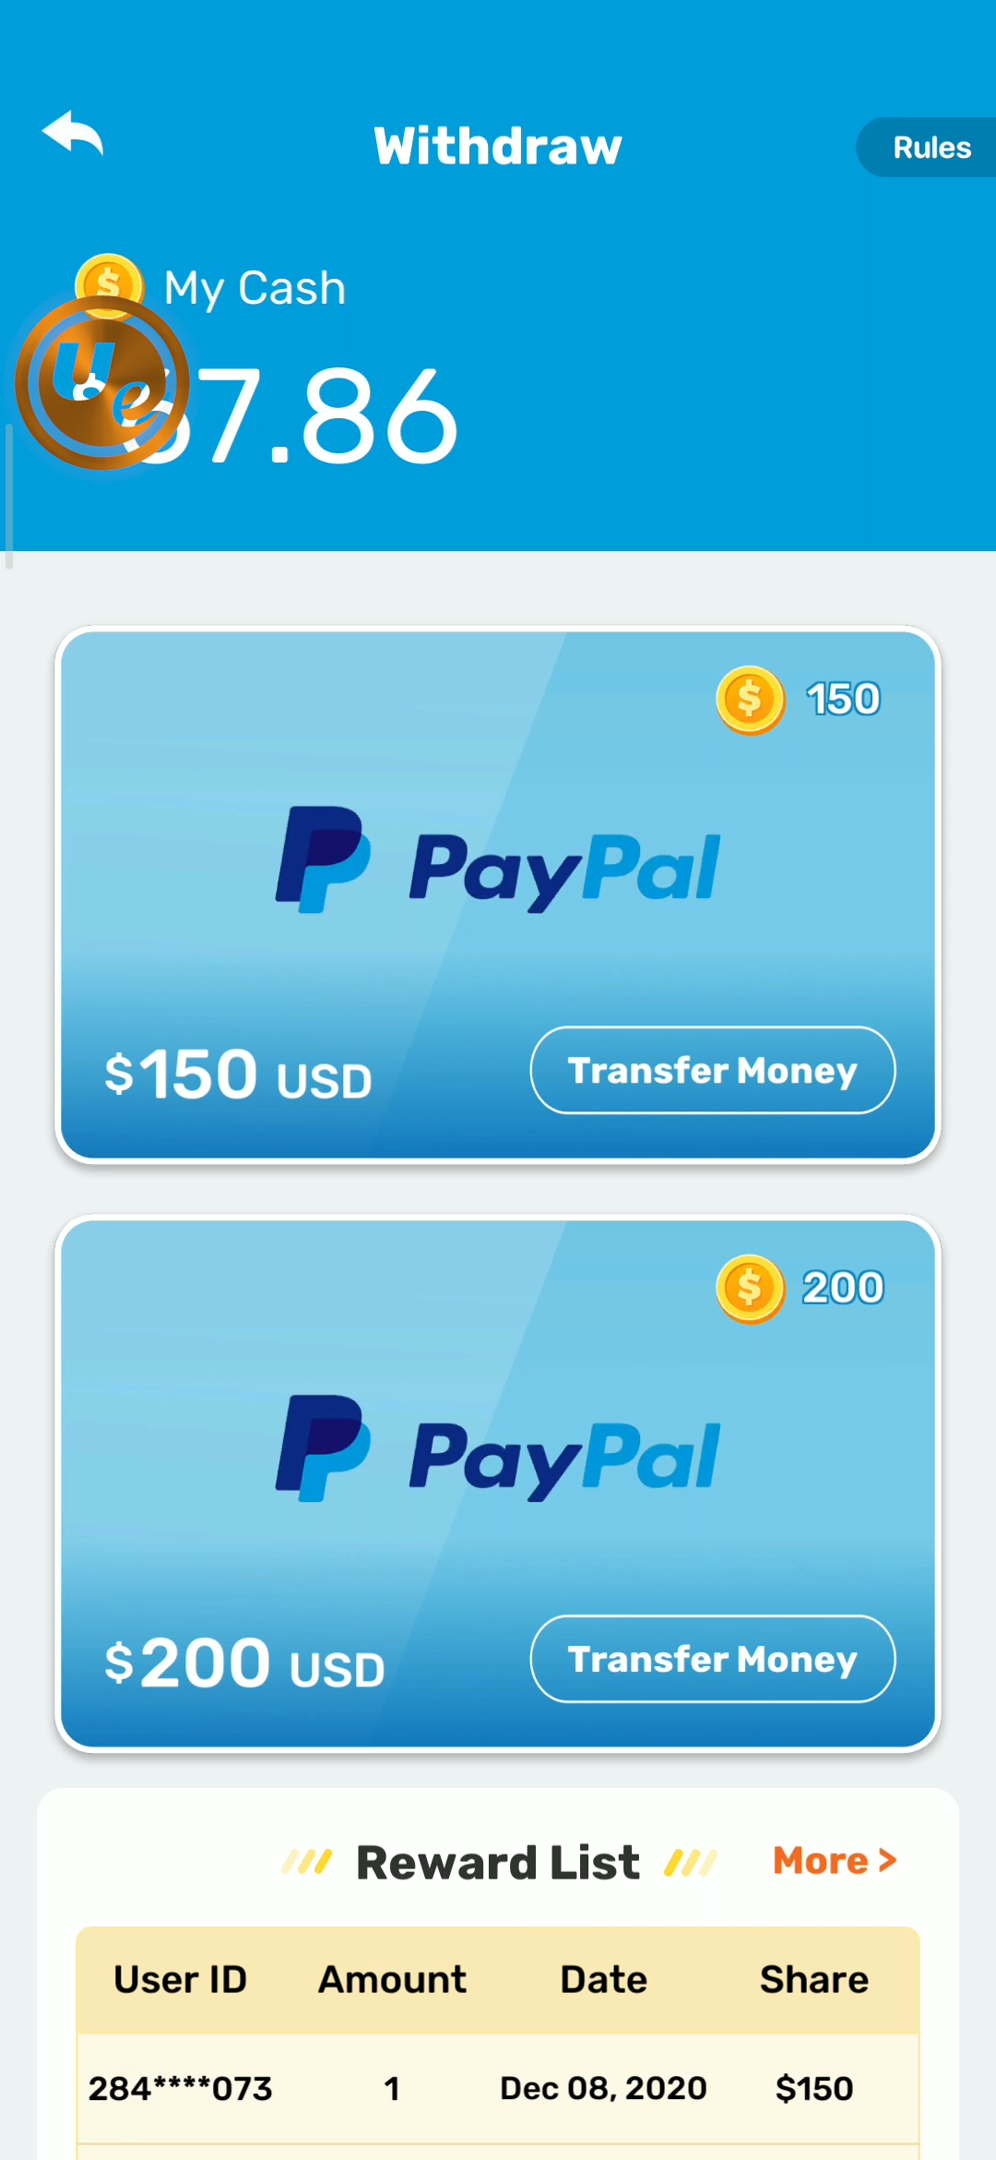 Withdraw
Rules
My Cash
7.86
150
PayPal
$150 USD
Transfer Money
200
PayPal
$200 USD
Transfer Money
Reward List
More >
User ID Amount Date Share
284****073 1 Dec 08, 2020 $150
ue